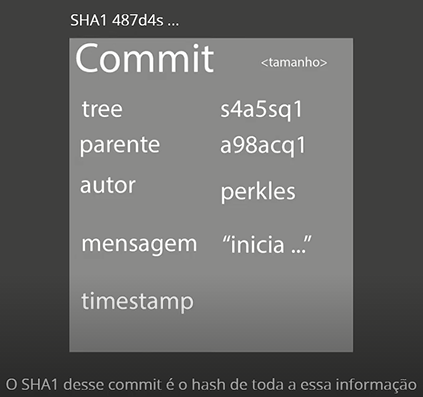 SHA1 487d4s ...
Commit <tamanho>
tree s4a5sq1
parente a98acq1
autor perkles
mensagem “inicia ...”
timestamp
O SHA1 desse commit é o hash de toda a essa informação